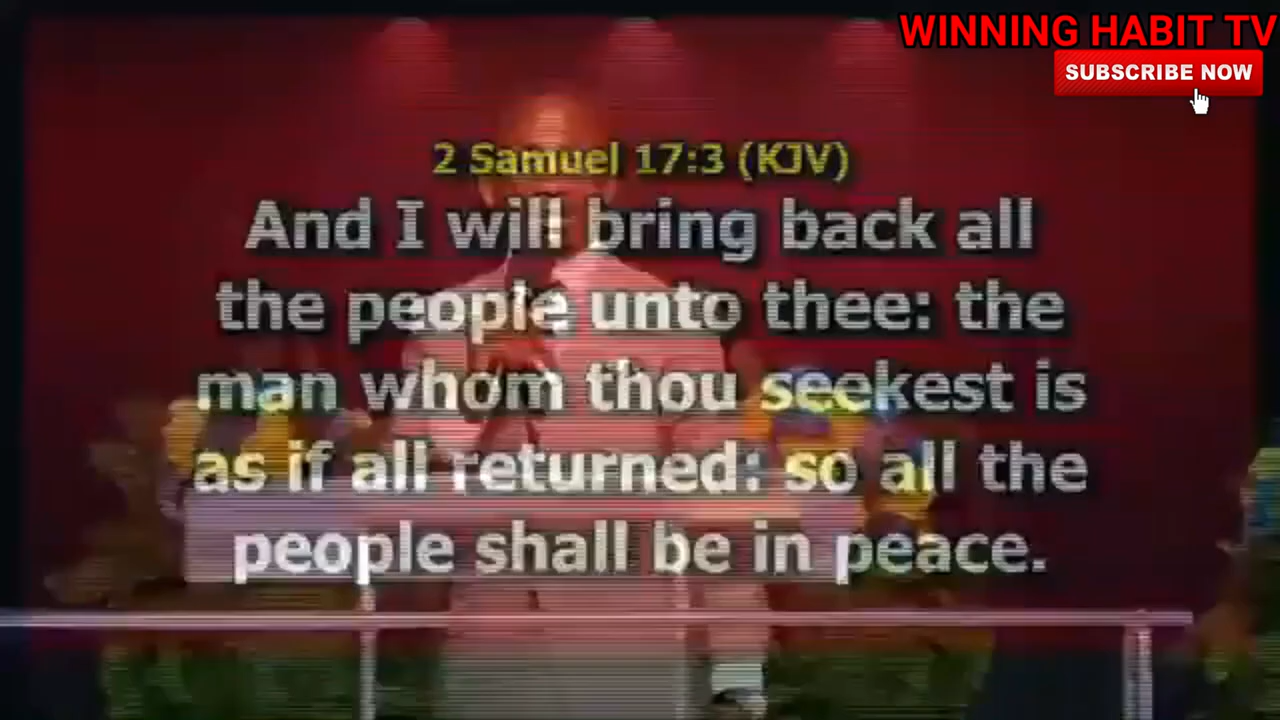 WINNING HABIT TV
SUBSCRIBE NOW
2 Samuel 17:3 (KJV)
And I will bring back all
the people unto thee: the
man whom thou seekest is
as if all returned: so all the
people shall be in peace.